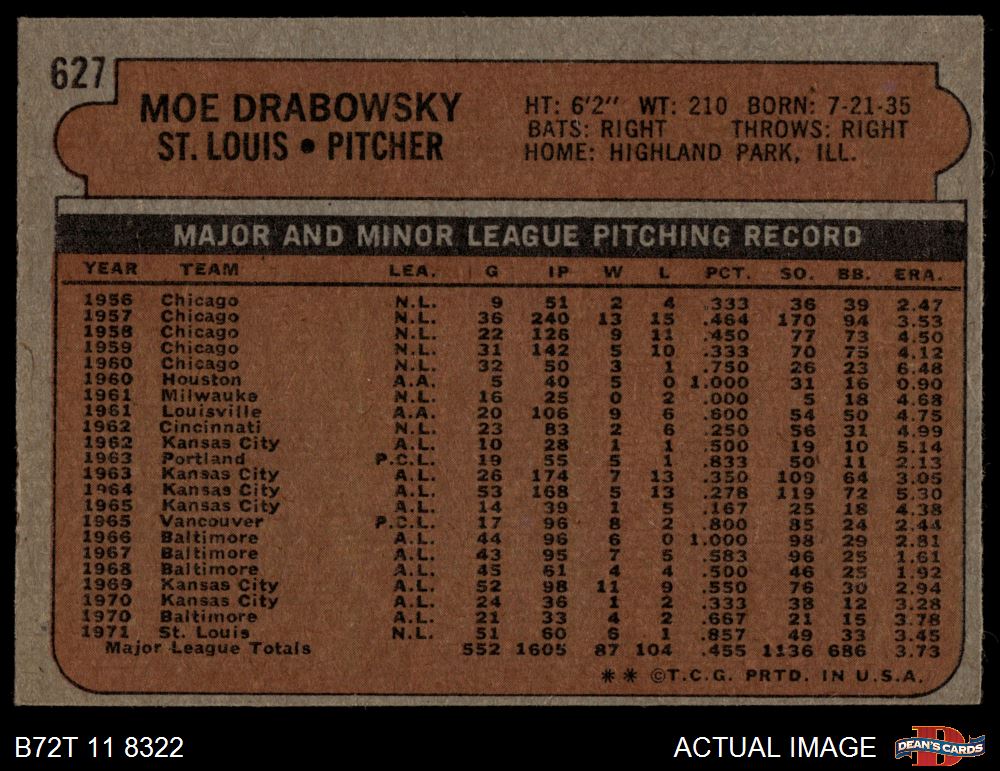 627
MOE DRABOWSKY
ST. LOUIS • PITCHER
HT: 6'2" WT: 210 BORN: 7-21-35
BATS: RIGHT THROWS: RIGHT
HOME: HIGHLAND PARK, ILL.
MAJOR AND MINOR LEAGUE PITCHING RECORD
YEAR TEAM LEA. G IP W L PCT. SO. BB. ERA.
1956 Chicago N.L. 9 51 2 4 .333 36 39 2.47
1957 Chicago N.L. 36 240 13 15 .464 170 94 3.53
1958 Chicago N.L. 22 126 9 11 .450 77 73 4.50
1959 Chicago N.L. 31 142 5 10 .333 70 75 4.12
1960 Chicago N.L. 32 50 3 1 .750 26 23 6.48
1960 Houston A.A. 5 40 5 0 1.000 31 16 0.90
1961 Milwauke N.L. 16 25 0 2 .000 5 18 4.68
1961 Louisville A.A. 20 106 9 6 .600 54 50 4.75
1962 Cincinnati N.L. 23 83 2 6 .250 56 31 4.99
1962 Kansas City A.L. 10 28 1 1 .500 19 10 5.14
1963 Portland P.C.L. 19 55 5 1 .833 50 11 2.13
1963 Kansas City A.L. 26 174 7 13 .350 109 64 3.05
1964 Kansas City A.L. 53 168 5 13 .278 119 72 5.30
1965 Kansas City A.L. 14 39 1 5 .167 25 18 4.38
1965 Vancouver P.C.L. 17 96 8 2 .800 85 24 2.44
1966 Baltimore A.L. 44 96 6 0 1.000 98 29 2.81
1967 Baltimore A.L. 43 95 7 5 .583 96 25 1.61
1968 Baltimore A.L. 45 61 4 4 .500 46 25 1.92
1969 Kansas City A.L. 52 98 11 9 .550 76 30 2.94
1970 Kansas City A.L. 24 36 1 2 .333 38 12 3.28
1970 Baltimore A.L. 21 33 4 2 .667 21 15 3.78
1971 St. Louis N.L. 51 60 6 1 .857 49 33 3.45
Major League Totals 552 1605 87 104 .455 1136 686 3.73
** ©T.C.G. PRTD. IN U.S.A.
B72T 11 8322
ACTUAL IMAGE
D
DEAN'S CARDS